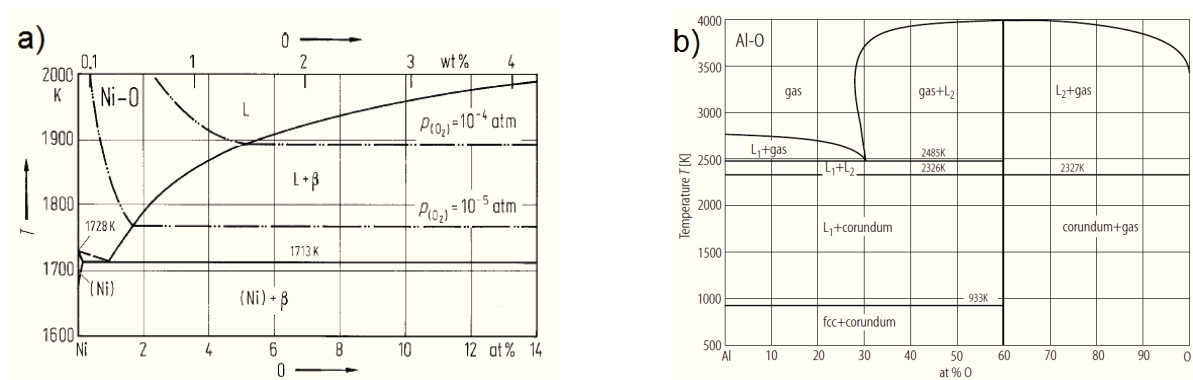 a)
O
0.1 1 2 3 wt% 4
2000
K
Ni-O
L
p(O2) = 10⁻⁴ atm
1900
L+β
T
1800
p(O2) = 10⁻⁵ atm
1728 K
1713 K
1700
(Ni)
(Ni) + β
1600
Ni 2 4 6 8 10 12 at% 14
O
b)
4000
Al-O
3500
gas
gas+L2
L2+gas
3000
L1+gas
2500
2485K
L1+L2
2326K
2327K
Temperature T [K]
2000
L1+corundum
corundum+gas
1500
1000
933K
fcc+corundum
500
Al 10 20 30 40 50 60 70 80 90 O
at % O